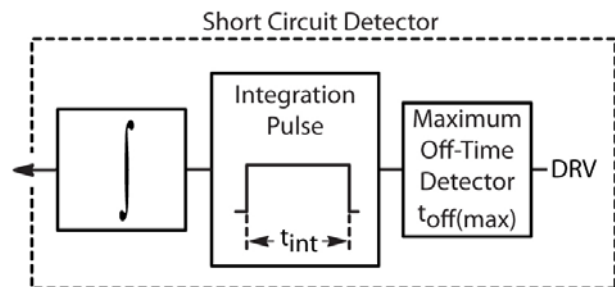 Short Circuit Detector
∫
Integration
Pulse
tint
Maximum
Off-Time
Detector
toff(max)
DRV